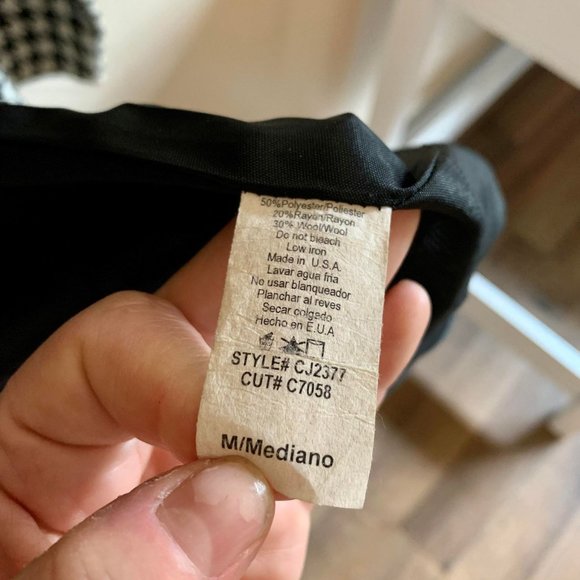 50%Polyester/Poliester
20%Rayon/Rayon
30% Wool/Wool
Do not bleach
Low iron
Made in U.S.A.
Lavar agua fria
No usar blanqueador
Planchar al reves
Secar colgado
Hecho en E.U.A
STYLE# CJ2377
CUT# C7058
M/Mediano